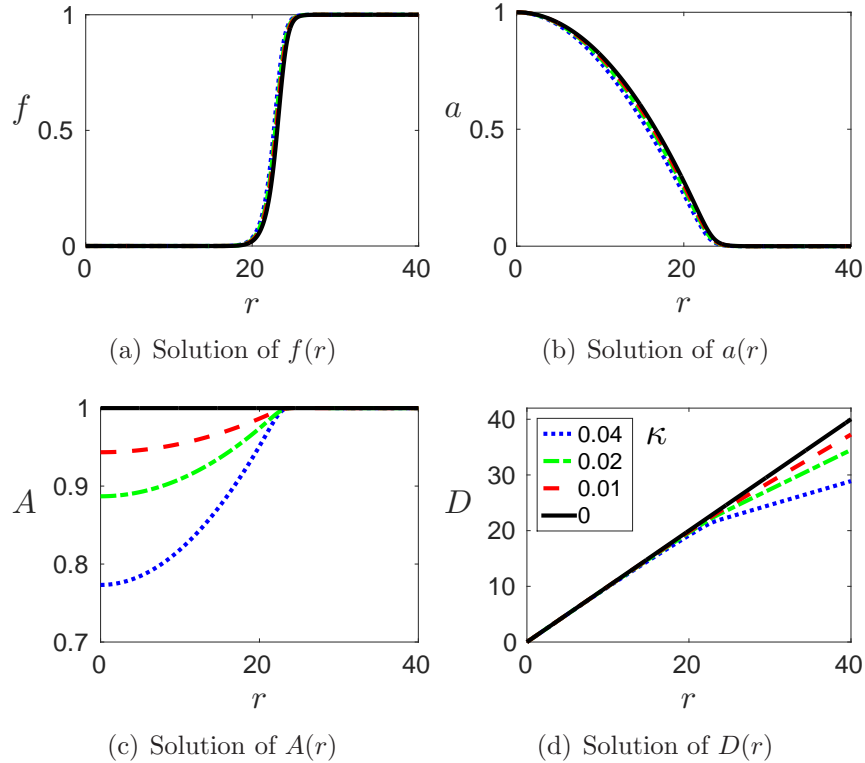 1
f
0.5
0
0 20 40
r
(a) Solution of f(r)
1
a
0.5
0
0 20 40
r
(b) Solution of a(r)
1
0.9
A
0.8
0.7
0 20 40
r
(c) Solution of A(r)
40
30
D
20
10
0
0.04 κ
0.02
0.01
0
0 20 40
r
(d) Solution of D(r)